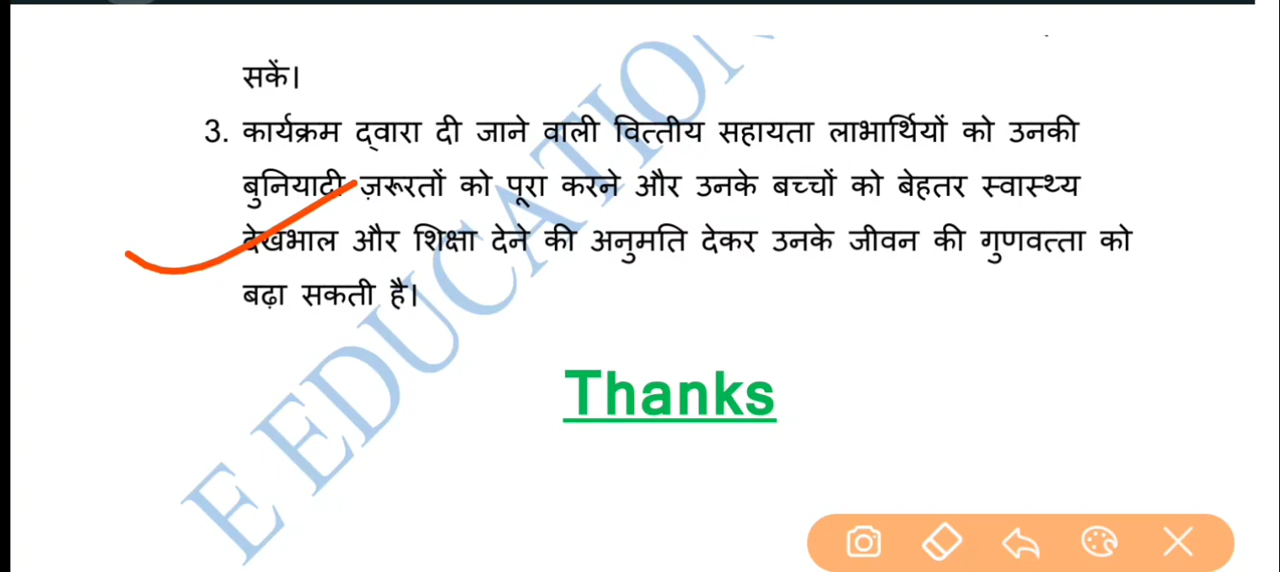 सकें।
3. कार्यक्रम द्वारा दी जाने वाली वित्तीय सहायता लाभार्थियों को उनकी
बुनियादी ज़रूरतों को पूरा करने और उनके बच्चों को बेहतर स्वास्थ्य
देखभाल और शिक्षा देने की अनुमति देकर उनके जीवन की गुणवत्ता को
बढ़ा सकती है।
Thanks
E EDUCATION